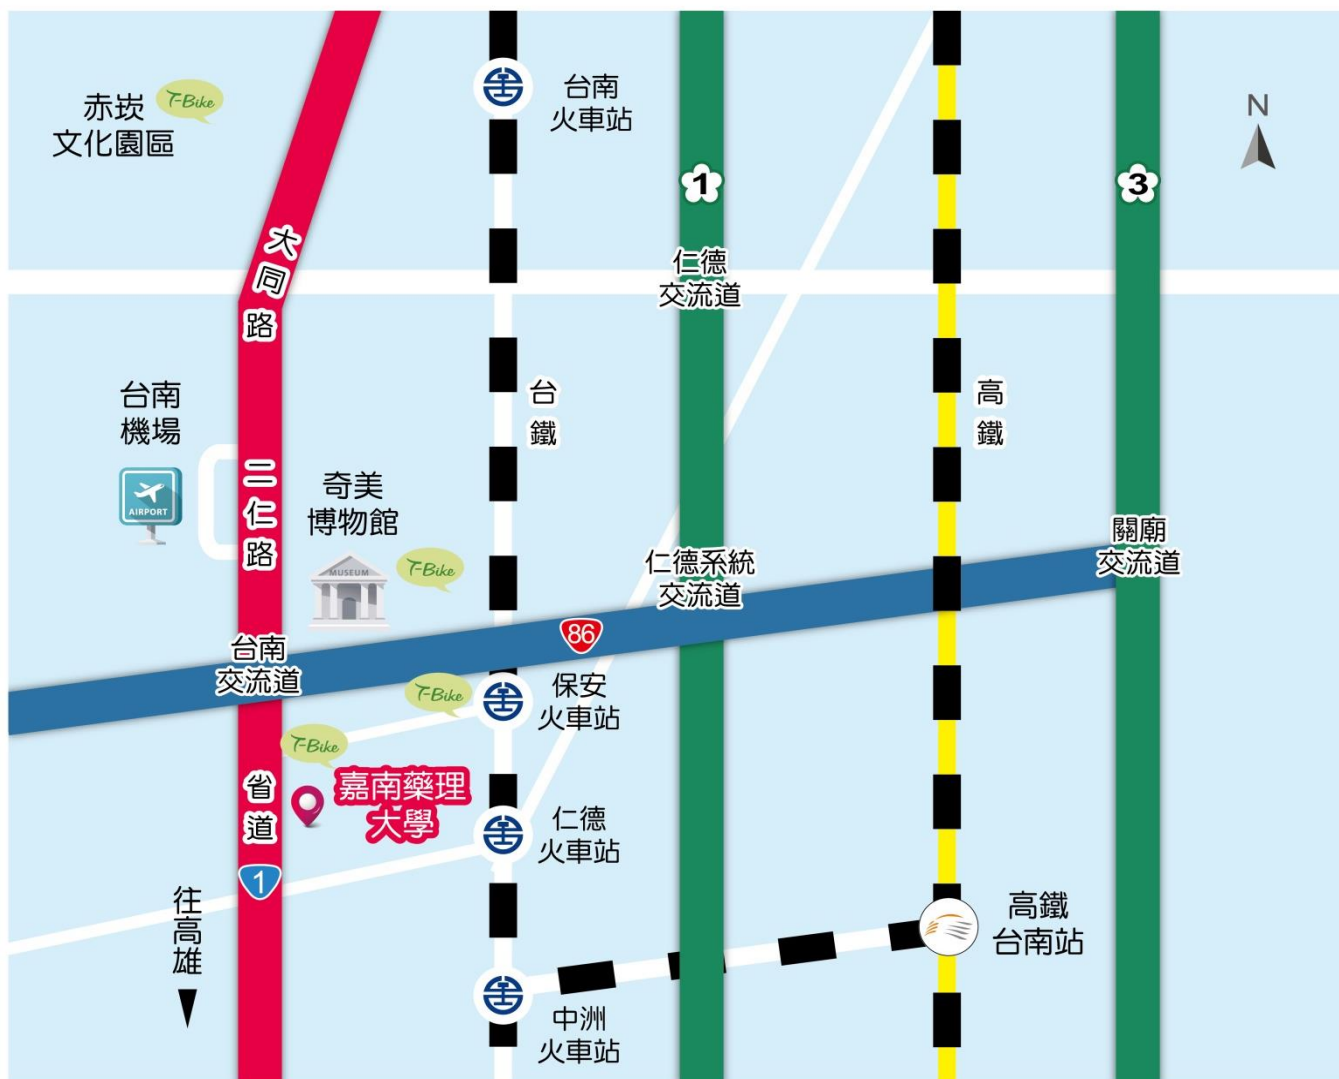 赤崁
文化園區
T-Bike
台南
火車站
N
1
3
大同路
仁德
交流道
台南
機場
AIRPORT
二仁路
奇美
博物館
MUSEUM
T-Bike
台鐵
高鐵
仁德系統
交流道
關廟
交流道
86
台南
交流道
T-Bike
保安
火車站
T-Bike
嘉南藥理
大學
省道
1
仁德
火車站
往高雄
高鐵
台南站
中洲
火車站